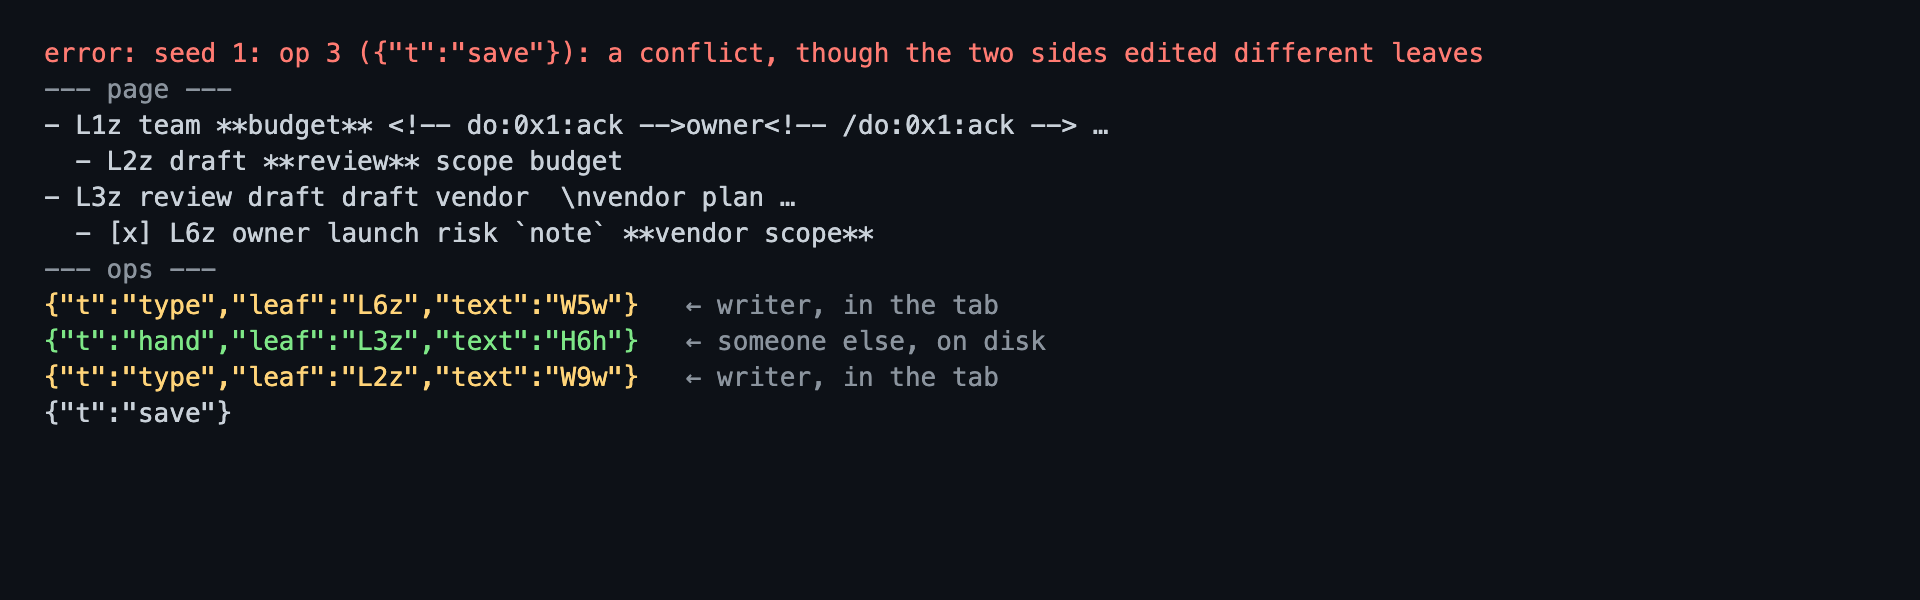 error: seed 1: op 3 ({"t":"save"}): a conflict, though the two sides edited different leaves
--- page ---
- L1z team **budget** <!-- do:0x1:ack -->owner<!-- /do:0x1:ack --> …
  - L2z draft **review** scope budget
- L3z review draft draft vendor  \nvendor plan …
  - [x] L6z owner launch risk `note` **vendor scope**
--- ops ---
{"t":"type","leaf":"L6z","text":"W5w"}   ← writer, in the tab
{"t":"hand","leaf":"L3z","text":"H6h"}   ← someone else, on disk
{"t":"type","leaf":"L2z","text":"W9w"}   ← writer, in the tab
{"t":"save"}